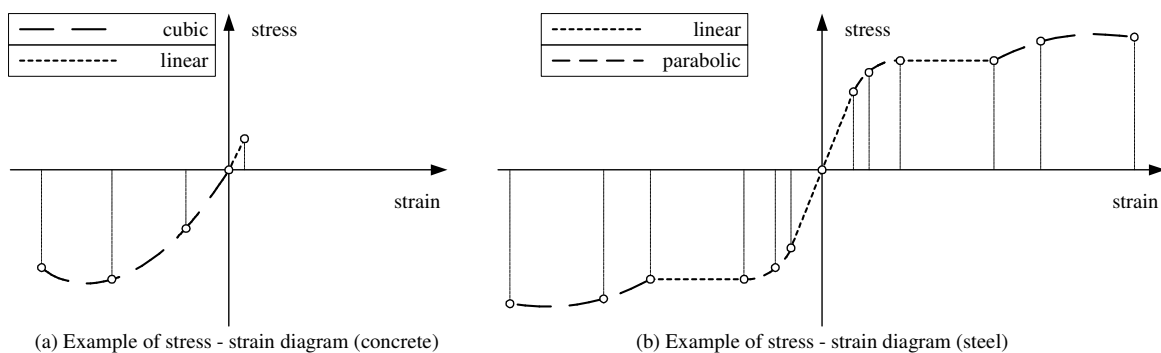 cubic
linear
stress
strain
(a) Example of stress - strain diagram (concrete)
linear
parabolic
stress
strain
(b) Example of stress - strain diagram (steel)